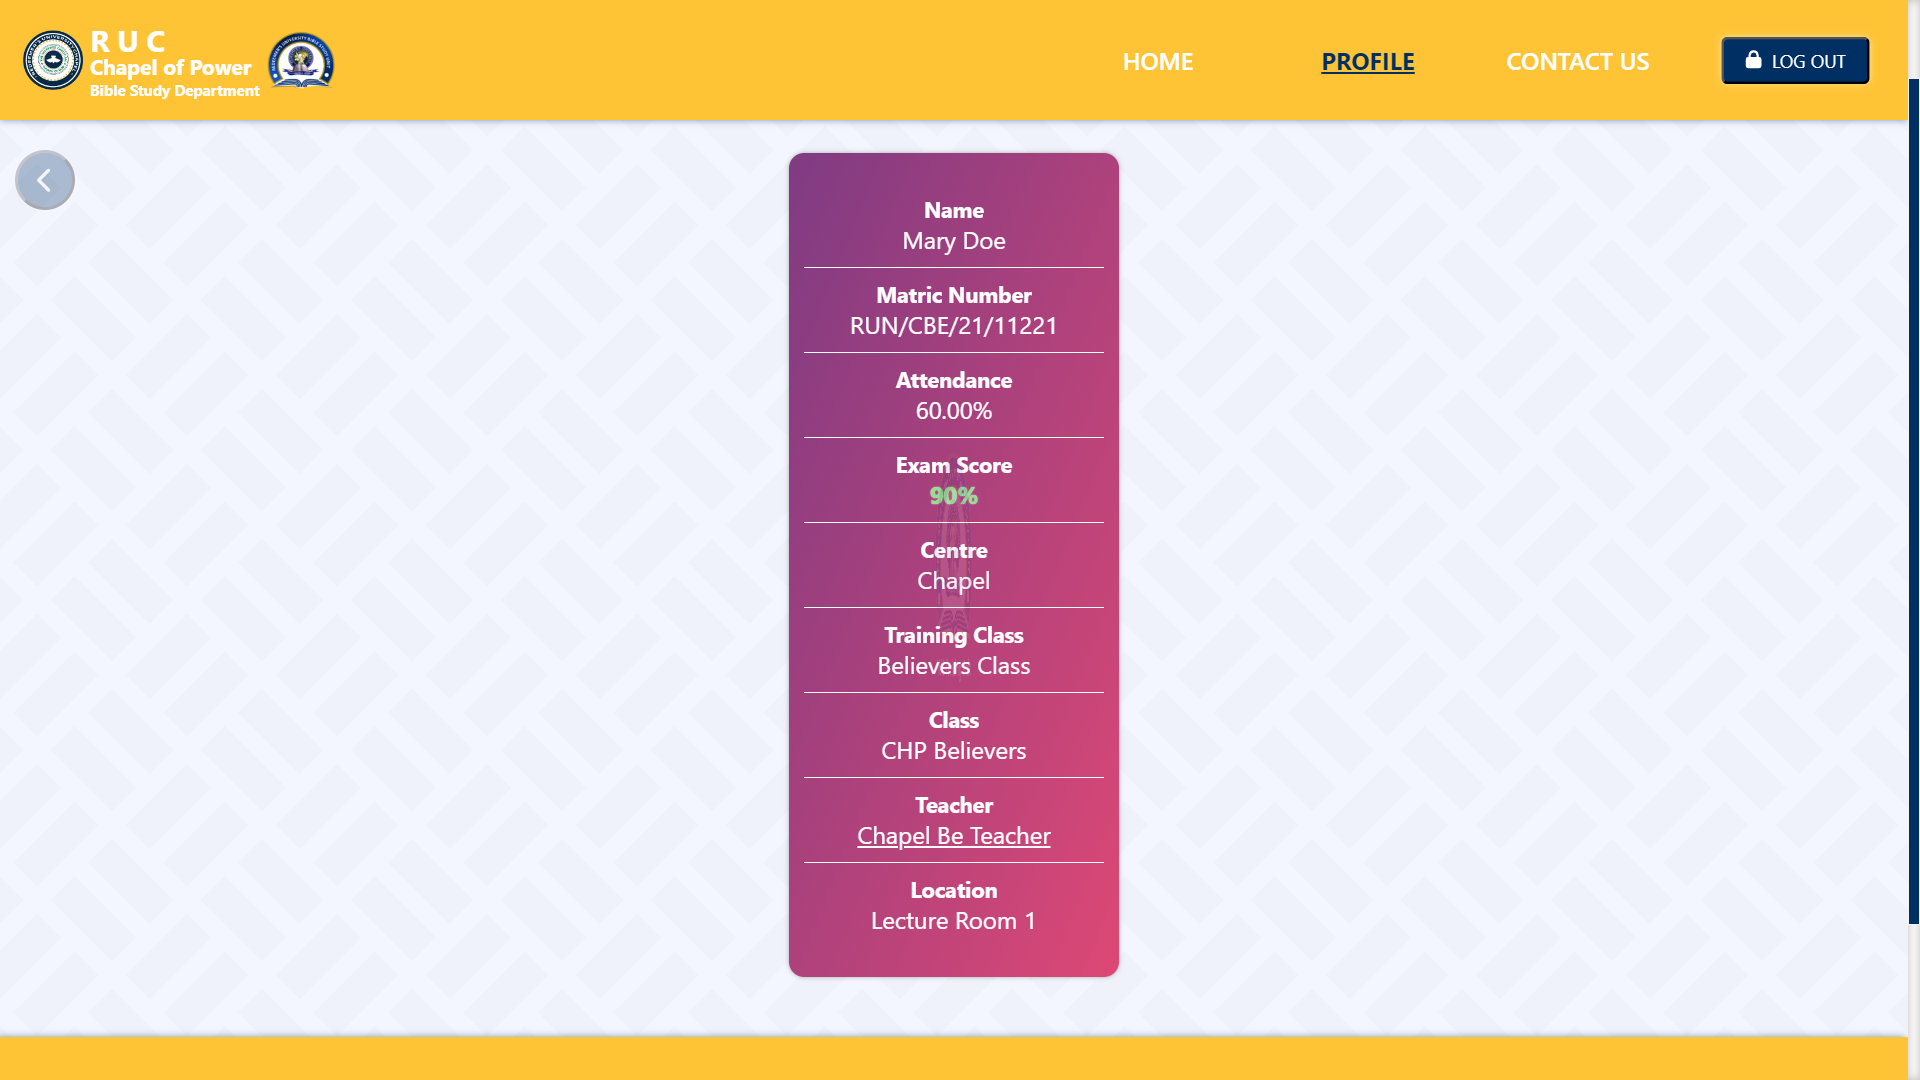 R U C
Chapel of Power
Bible Study Department
HOME
PROFILE
CONTACT US
LOG OUT
Name
Mary Doe
Matric Number
RUN/CBE/21/11221
Attendance
60.00%
Exam Score
90%
Centre
Chapel
Training Class
Believers Class
Class
CHP Believers
Teacher
Chapel Be Teacher
Location
Lecture Room 1